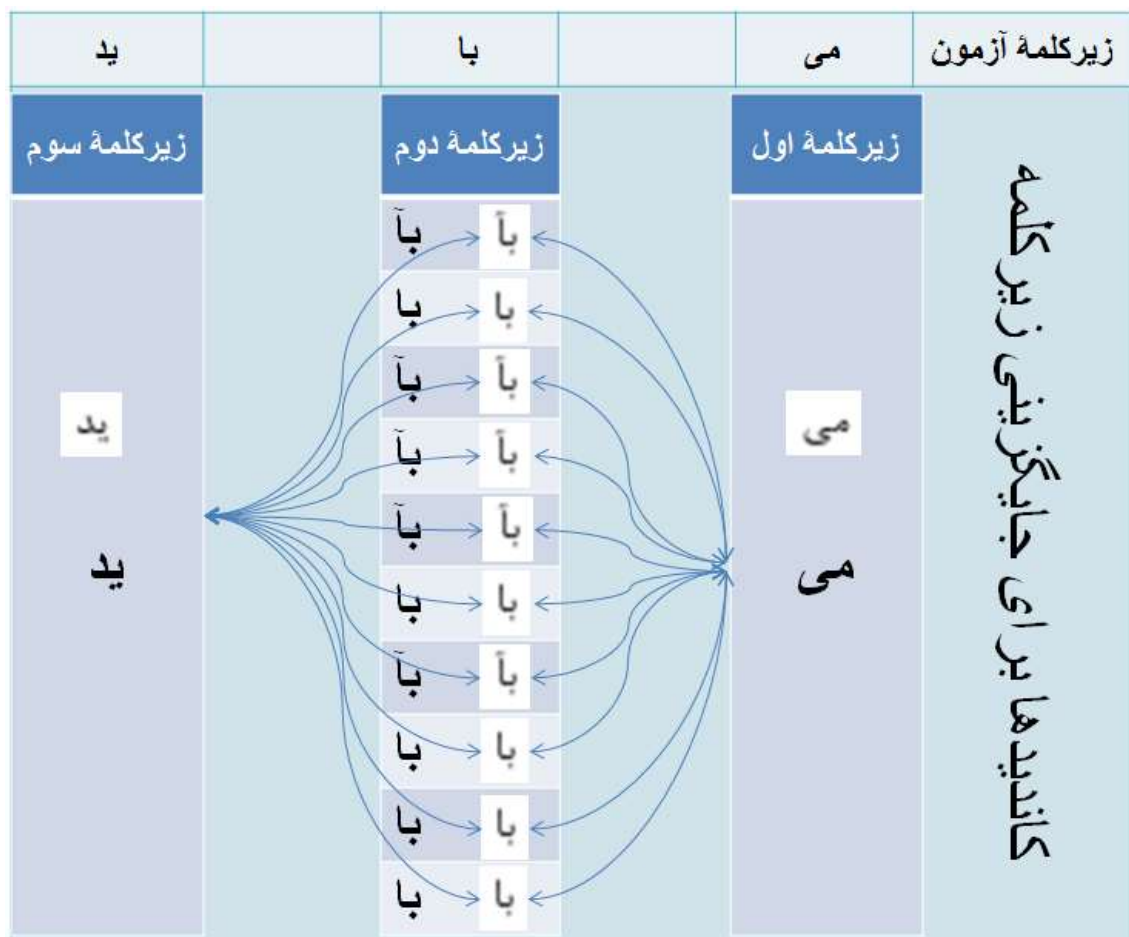 زیرکلمهٔ آزمون می با ید
زیرکلمهٔ اول زیرکلمهٔ دوم زیرکلمهٔ سوم
کاندیدها برای جایگزینی زیر کلمه
می
می
بآ بآ
با با
بآ بآ
بآ بآ
بآ بآ
با با
بآ بآ
با با
با با
با با
ید
ید